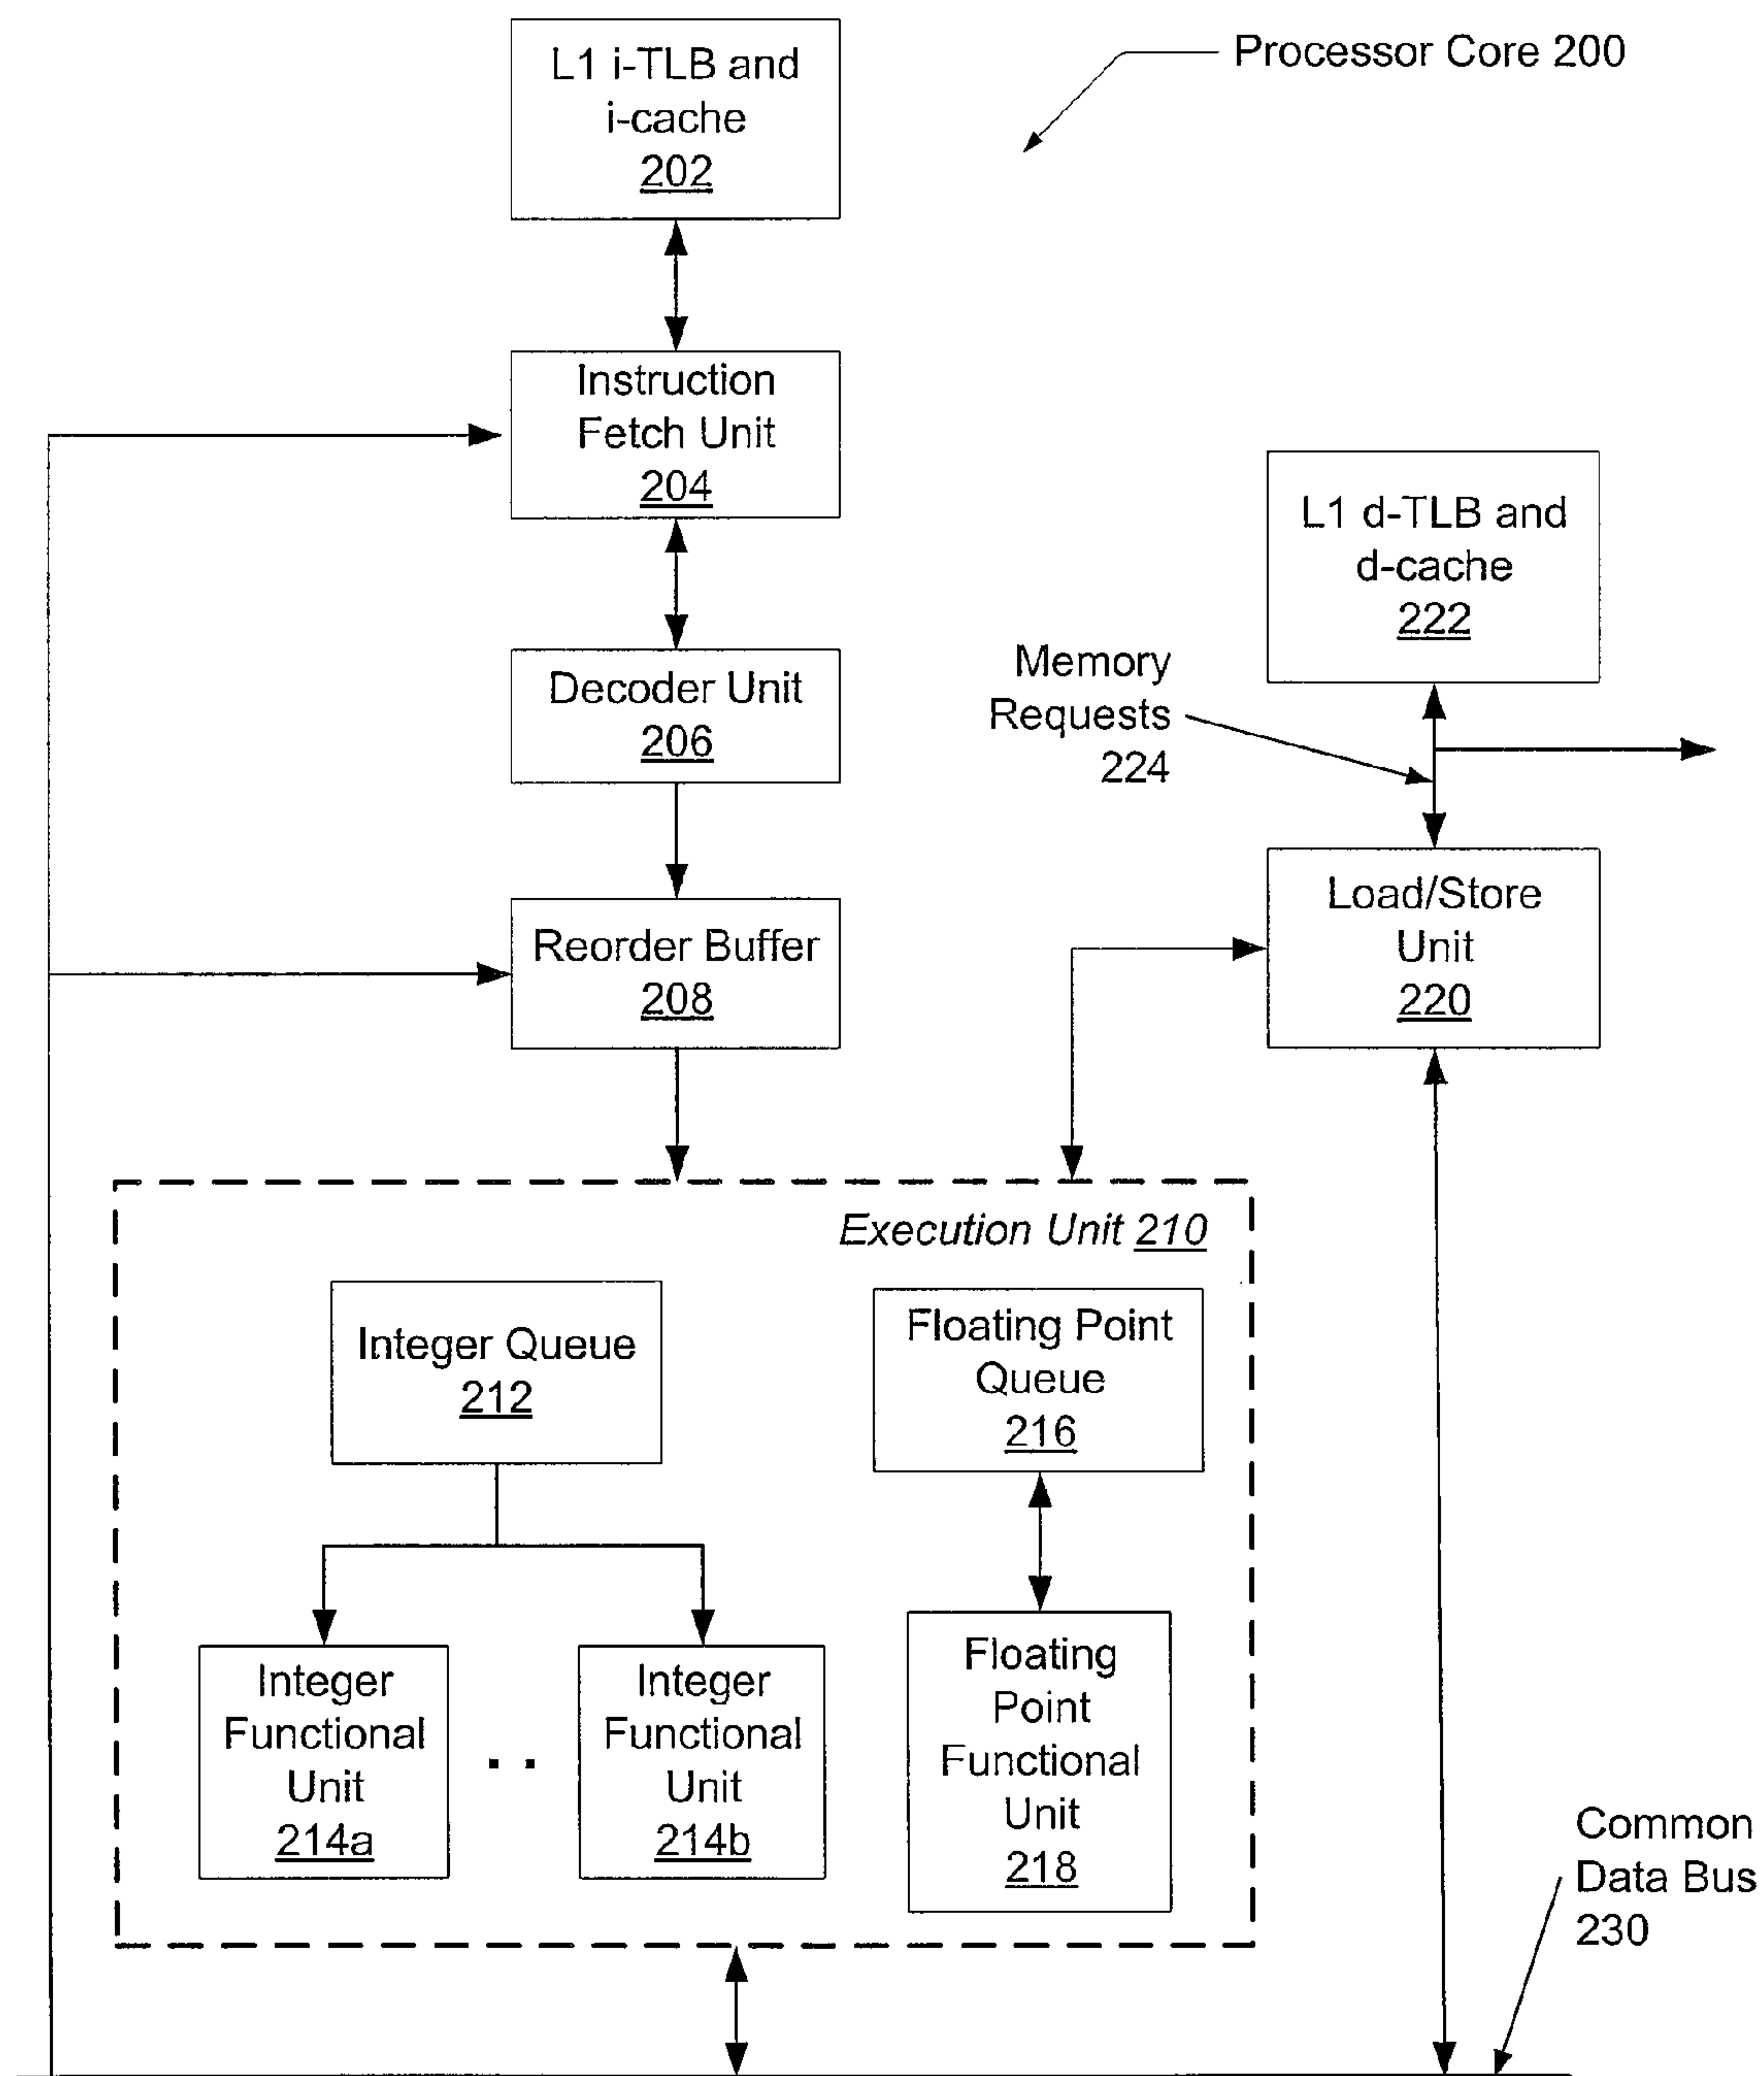 L1 i-TLB and
i-cache
202
Processor Core 200
Instruction
Fetch Unit
204
L1 d-TLB and
d-cache
222
Memory
Requests
224
Decoder Unit
206
Reorder Buffer
208
Load/Store
Unit
220
Execution Unit 210
Integer Queue
212
Floating Point
Queue
216
Integer
Functional
Unit
214a
. .
Integer
Functional
Unit
214b
Floating
Point
Functional
Unit
218
Common
Data Bus
230